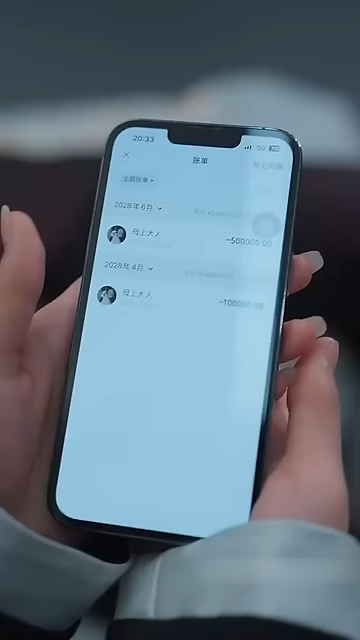 20:33
5G
账单
全部账单
2028年6月
母上大人
-500000.00
2028年4月
母上大人
-100000.00